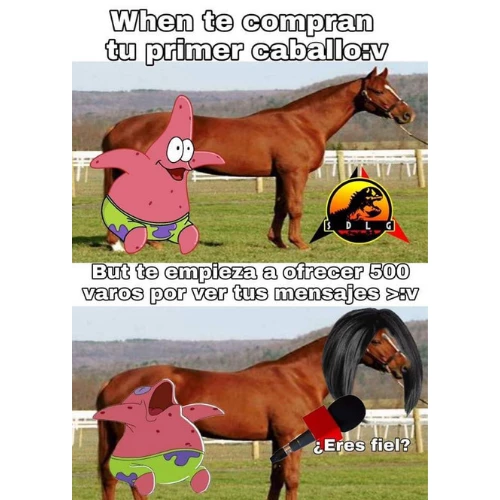 When te compran
tu primer caballo:v
S D L G
But te empieza a ofrecer 500
varos por ver tus mensajes >:v
¿Eres fiel?